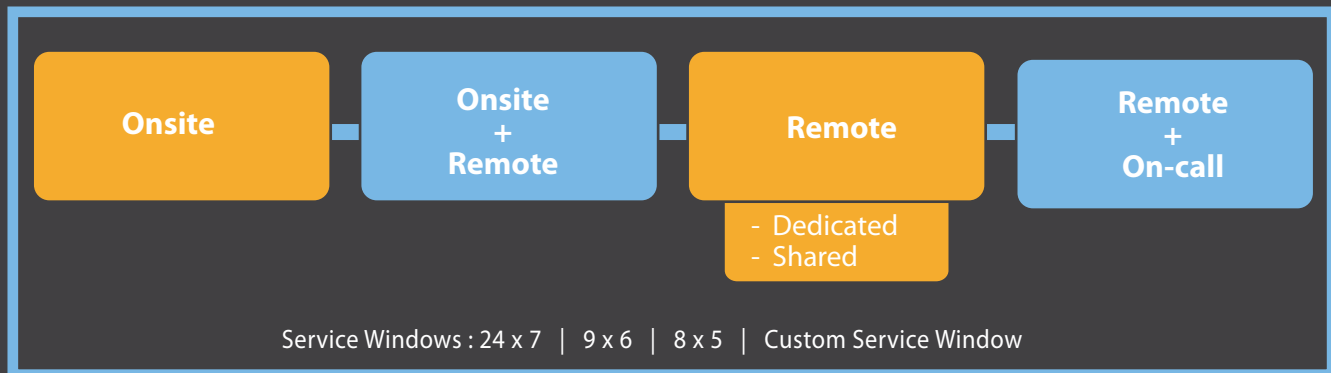 Onsite
Onsite
+
Remote
Remote
- Dedicated
- Shared
Remote
+
On-call
Service Windows : 24 x 7 | 9 x 6 | 8 x 5 | Custom Service Window